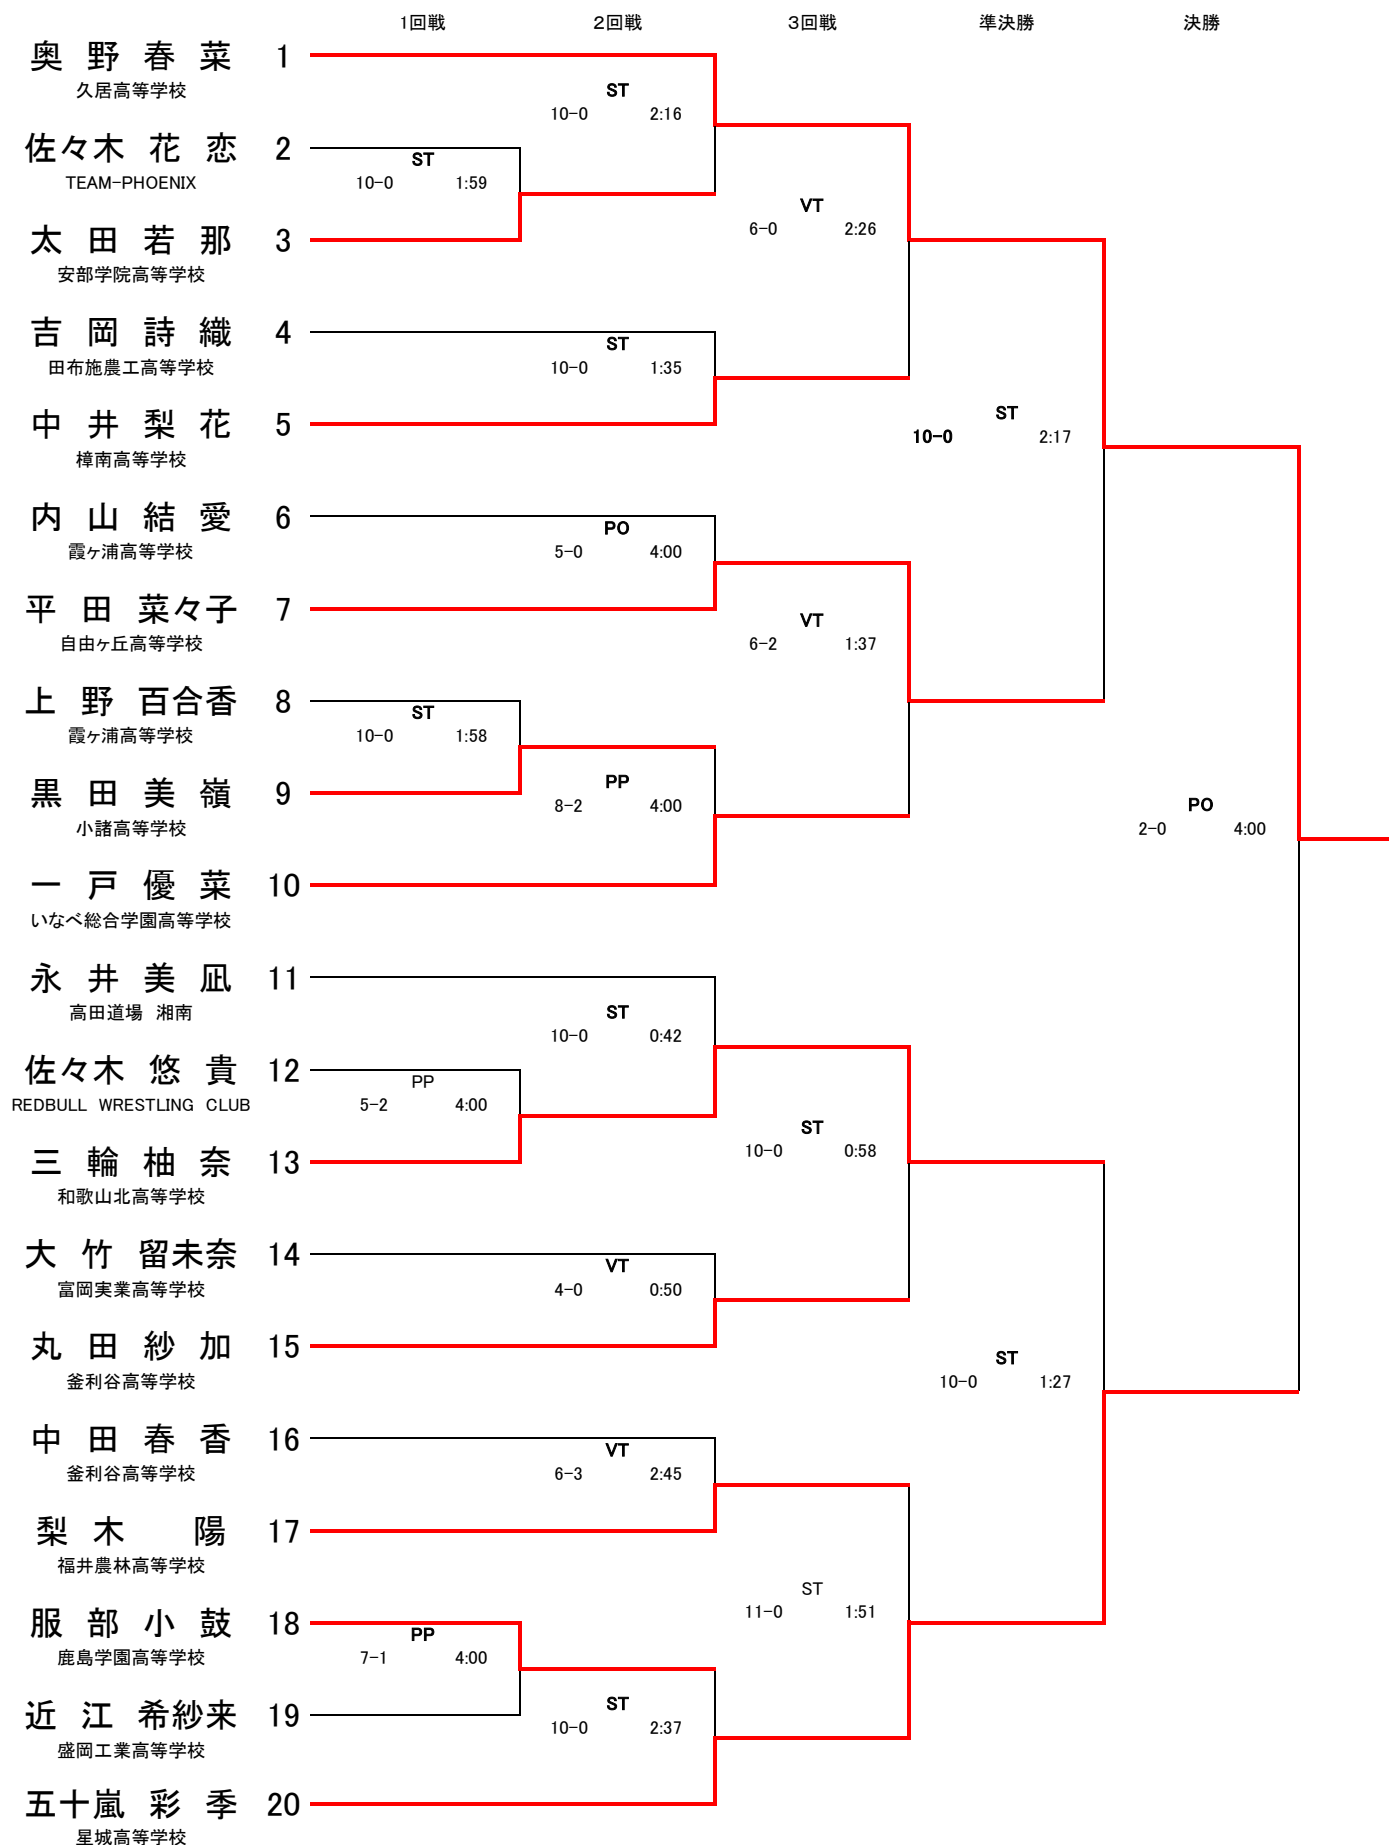 1回戦 2回戦 3回戦 準決勝 決勝
奥野春菜 1
久居高等学校
ST
10-0 2:16
佐々木 花恋 2
TEAM-PHOENIX
ST
10-0 1:59
太田若那 3
安部学院高等学校
VT
6-0 2:26
吉岡詩織 4
田布施農工高等学校
ST
10-0 1:35
中井梨花 5
樟南高等学校
ST
10-0 2:17
内山結愛 6
霞ヶ浦高等学校
PO
5-0 4:00
平田 菜々子 7
自由ヶ丘高等学校
VT
6-2 1:37
上野 百合香 8
霞ヶ浦高等学校
ST
10-0 1:58
黒田美嶺 9
小諸高等学校
PP
8-2 4:00
PO
2-0 4:00
一戸優菜 10
いなべ総合学園高等学校
永井美凪 11
高田道場 湘南
ST
10-0 0:42
佐々木 悠貴 12
REDBULL WRESTLING CLUB
PP
5-2 4:00
三輪柚奈 13
和歌山北高等学校
ST
10-0 0:58
大竹 留未奈 14
富岡実業高等学校
VT
4-0 0:50
丸田紗加 15
釜利谷高等学校
ST
10-0 1:27
中田春香 16
釜利谷高等学校
VT
6-3 2:45
梨木 陽 17
福井農林高等学校
ST
11-0 1:51
服部小鼓 18
鹿島学園高等学校
PP
7-1 4:00
近江 希紗来 19
盛岡工業高等学校
ST
10-0 2:37
五十嵐 彩季 20
星城高等学校